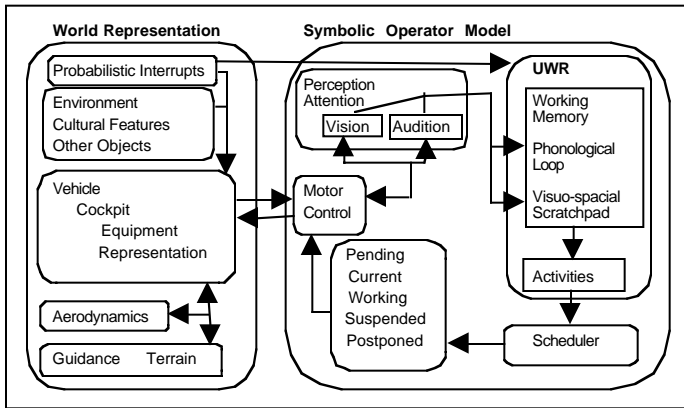 World Representation
Probabilistic Interrupts
Environment
Cultural Features
Other Objects
Vehicle
Cockpit
Equipment
Representation
Aerodynamics
Guidance Terrain
Symbolic Operator Model
Perception
Attention
Vision
Audition
Motor
Control
Pending
Current
Working
Suspended
Postponed
UWR
Working
Memory
Phonological
Loop
Visuo-spacial
Scratchpad
Activities
Scheduler